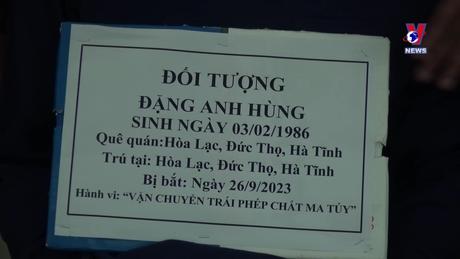 V
NEWS
ĐỐI TƯỢNG
ĐẶNG ANH HÙNG
SINH NGÀY 03/02/1986
Quê quán:Hòa Lạc, Đức Thọ, Hà Tĩnh
Trú tại: Hòa Lạc, Đức Thọ, Hà Tĩnh
Bị bắt: Ngày 26/9/2023
Hành vi: “VẬN CHUYỂN TRÁI PHÉP CHẤT MA TÚY”